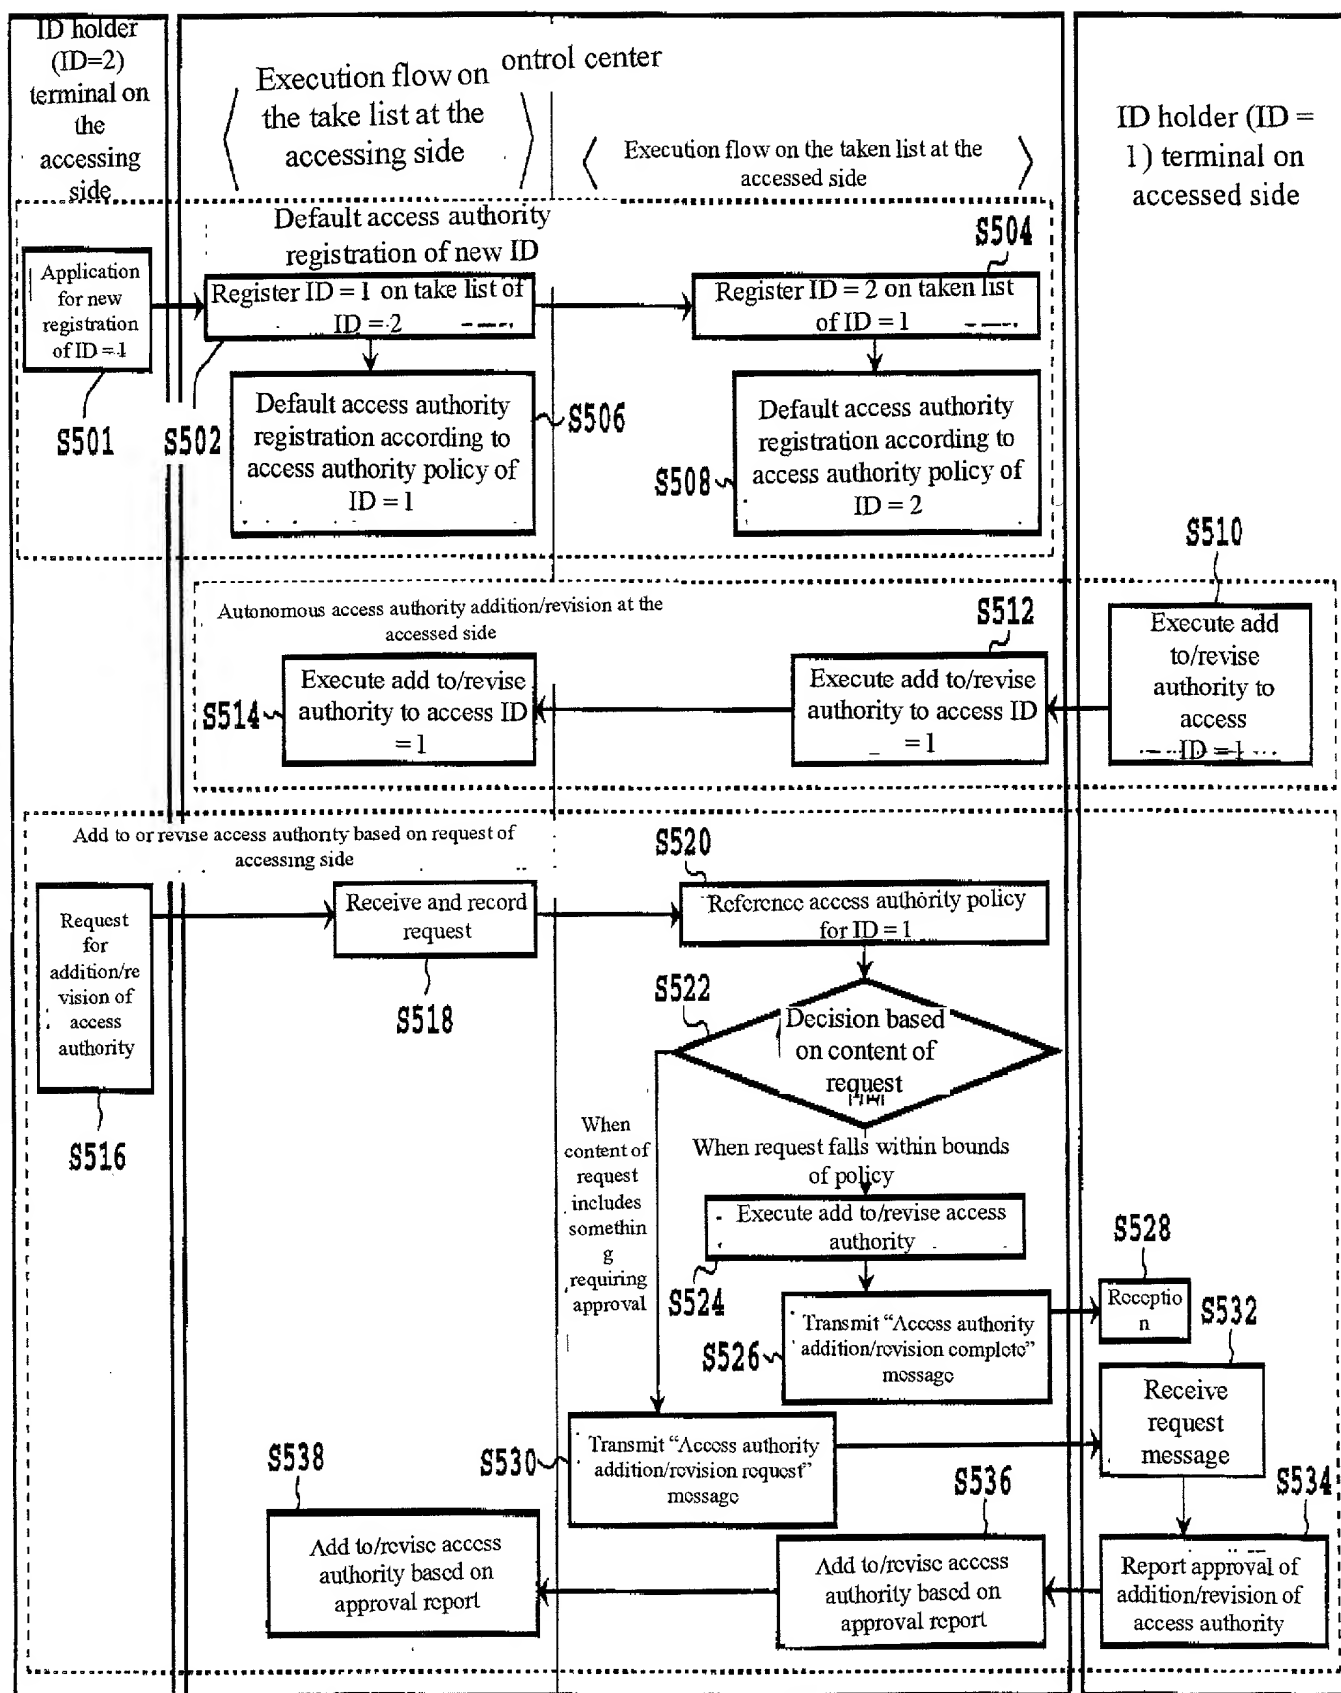 ID holder
(ID=2)
terminal on
the
accessing
side
ontrol center
Execution flow on
the take list at the
accessing side
Execution flow on the taken list at the
accessed side
ID holder (ID =
1) terminal on
accessed side
Default access authority
registration of new ID
S504
Application
for new
registration
of ID = 1
Register ID = 1 on take list of
ID = 2
Register ID = 2 on taken list
of ID = 1
S501
S502
Default access authority
registration according to
access authority policy of
ID = 1
S506
S508
Default access authority
registration according to
access authority policy of
ID = 2
S510
Autonomous access authority addition/revision at the
accessed side
S512
Execute add
to/revise
authority to
access
ID = 1
S514
Execute add to/revise
authority to access ID
= 1
Execute add to/revise
authority to access ID
= 1
Add to or revise access authority based on request of
accessing side
S520
Request
for
addition/re
vision of
access
authority
Receive and record
request
Reference access authority policy
for ID = 1
S516
S518
S522
Decision based
on content of
request
When
content of
request
includes
somethin
g
requiring
approval
When request falls within bounds
of policy
Execute add to/revise access
authority
S524
S528
Receptio
n
S532
S526
Transmit “Access authority
addition/revision complete”
message
Receive
request
message
S538
S530
Transmit “Access authority
addition/revision request”
message
S536
S534
Add to/revise access
authority based on
approval report
Add to/revise access
authority based on
approval report
Report approval of
addition/revision of
access authority